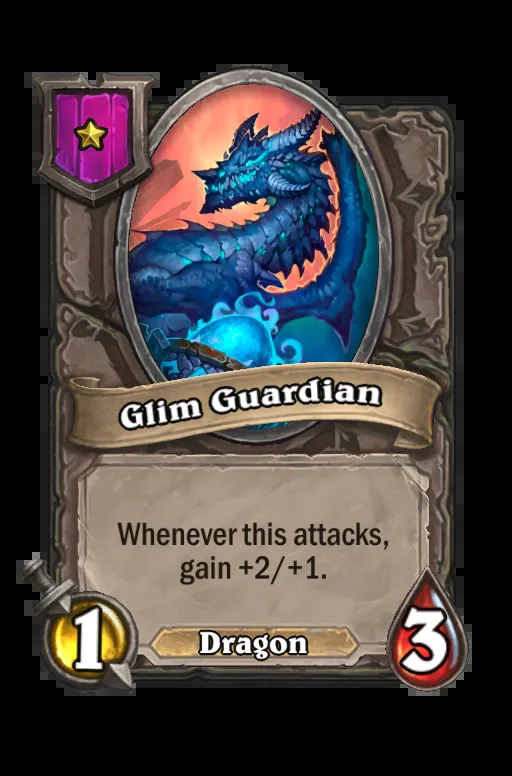 Glim Guardian
Whenever this attacks,
gain +2/+1.
1
Dragon
3